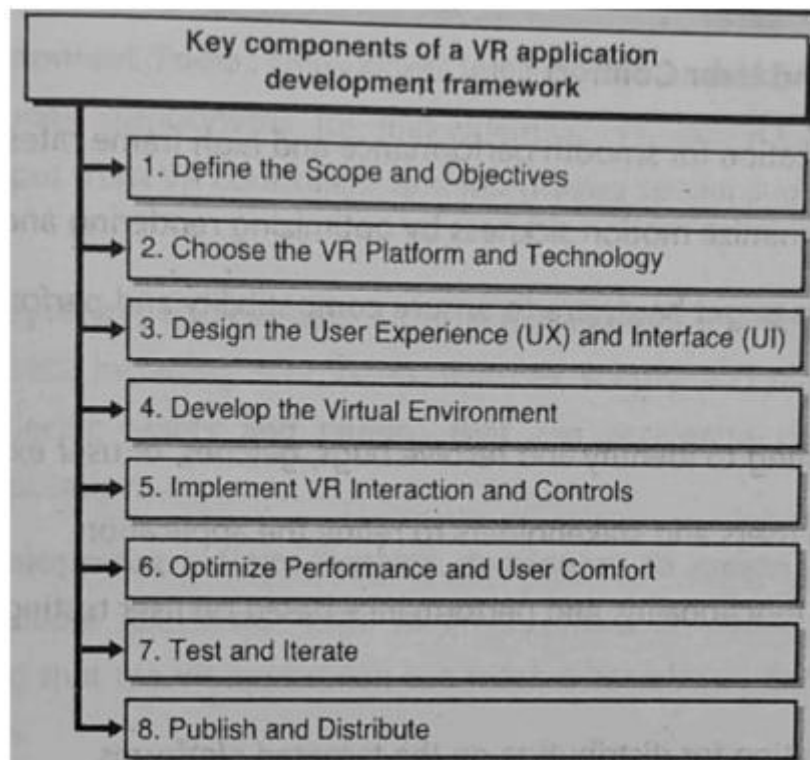 Key components of a VR application
development framework
1. Define the Scope and Objectives
2. Choose the VR Platform and Technology
3. Design the User Experience (UX) and Interface (UI)
4. Develop the Virtual Environment
5. Implement VR Interaction and Controls
6. Optimize Performance and User Comfort
7. Test and Iterate
8. Publish and Distribute